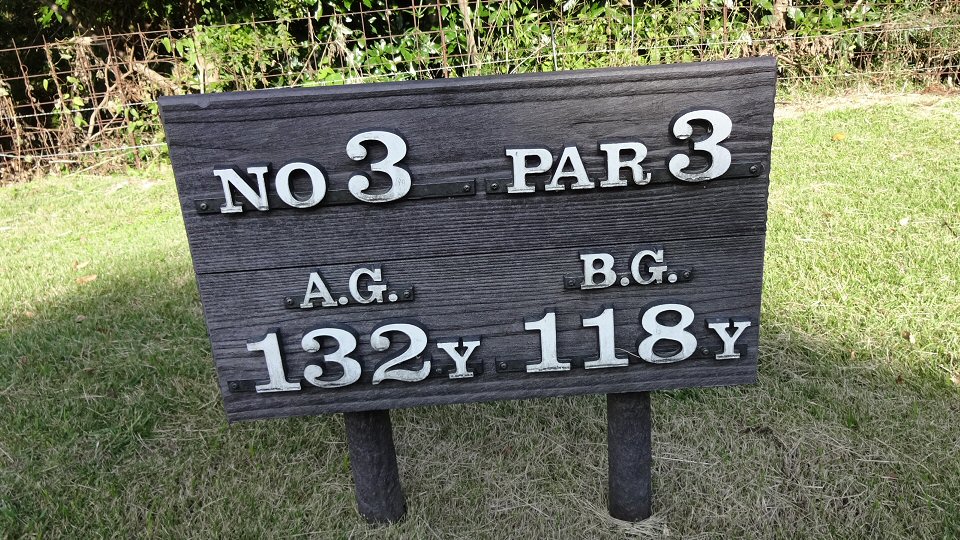 NO 3 PAR 3
A.G. B.G.
132Y 118Y